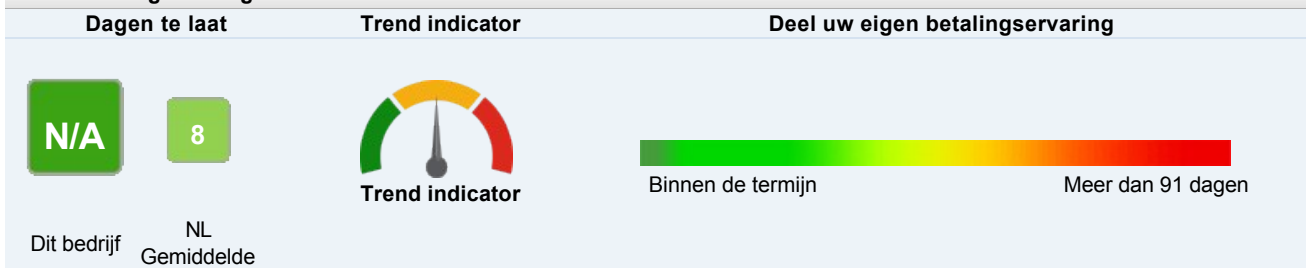 Dagen te laat
Trend indicator
Deel uw eigen betalingservaring
N/A
8
Trend indicator
Binnen de termijn
Meer dan 91 dagen
Dit bedrijf
NL
Gemiddelde